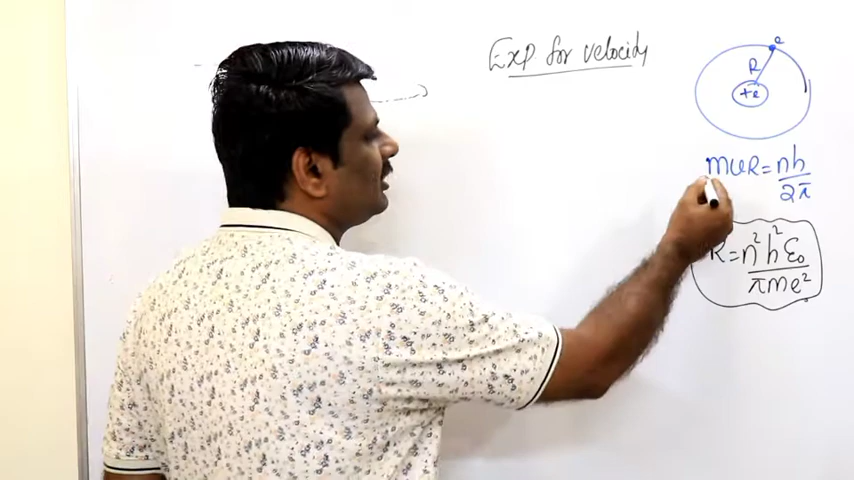 Exp for velocity
e
R
+e
mvR = nh/2π
R = n²h²ε₀/πme²